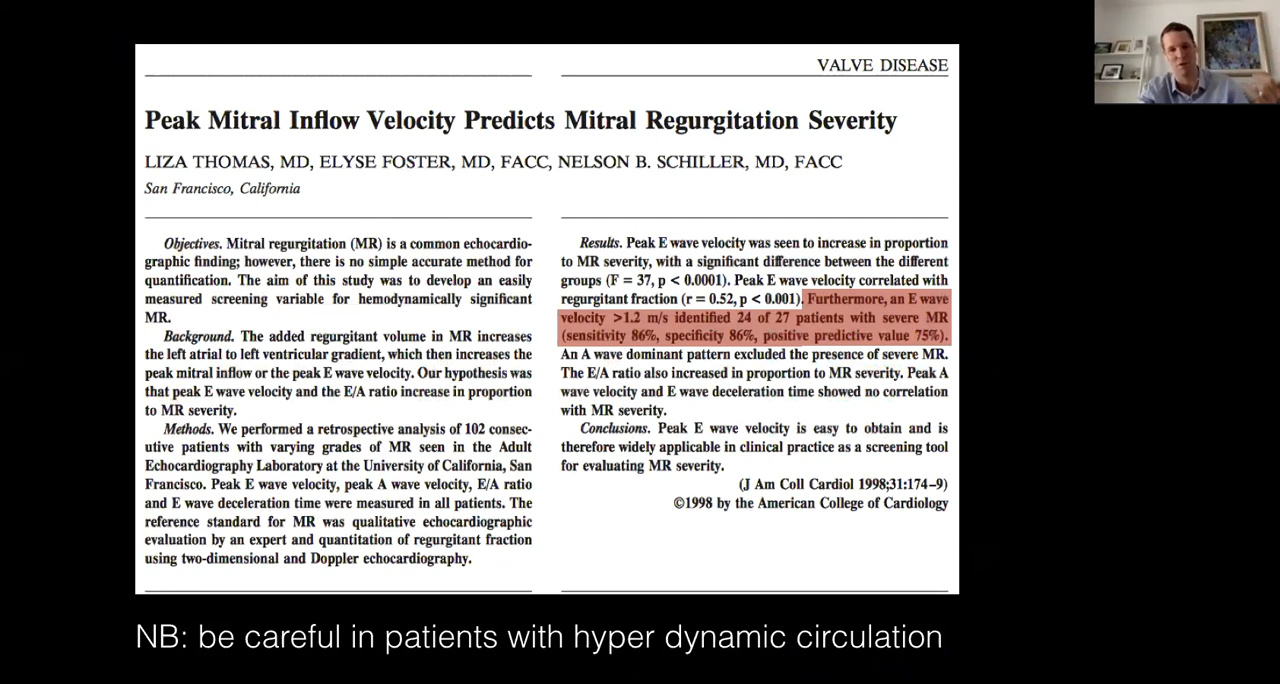 VALVE DISEASE
Peak Mitral Inflow Velocity Predicts Mitral Regurgitation Severity
LIZA THOMAS, MD, ELYSE FOSTER, MD, FACC, NELSON B. SCHILLER, MD, FACC
San Francisco, California
Objectives. Mitral regurgitation (MR) is a common echocardio-
graphic finding; however, there is no simple accurate method for
quantification. The aim of this study was to develop an easily
measured screening variable for hemodynamically significant
MR.
Background. The added regurgitant volume in MR increases
the left atrial to left ventricular gradient, which then increases the
peak mitral inflow or the peak E wave velocity. Our hypothesis was
that peak E wave velocity and the E/A ratio increase in proportion
to MR severity.
Methods. We performed a retrospective analysis of 102 consec-
utive patients with varying grades of MR seen in the Adult
Echocardiography Laboratory at the University of California, San
Francisco. Peak E wave velocity, peak A wave velocity, E/A ratio
and E wave deceleration time were measured in all patients. The
reference standard for MR was qualitative echocardiographic
evaluation by an expert and quantitation of regurgitant fraction
using two-dimensional and Doppler echocardiography.
Results. Peak E wave velocity was seen to increase in proportion
to MR severity, with a significant difference between the different
groups (F = 37, p < 0.0001). Peak E wave velocity correlated with
regurgitant fraction (r = 0.52, p < 0.001). Furthermore, an E wave
velocity >1.2 m/s identified 24 of 27 patients with severe MR
(sensitivity 86%, specificity 86%, positive predictive value 75%).
An A wave dominant pattern excluded the presence of severe MR.
The E/A ratio also increased in proportion to MR severity. Peak A
wave velocity and E wave deceleration time showed no correlation
with MR severity.
Conclusions. Peak E wave velocity is easy to obtain and is
therefore widely applicable in clinical practice as a screening tool
for evaluating MR severity.
(J Am Coll Cardiol 1998;31:174–9)
©1998 by the American College of Cardiology
NB: be careful in patients with hyper dynamic circulation